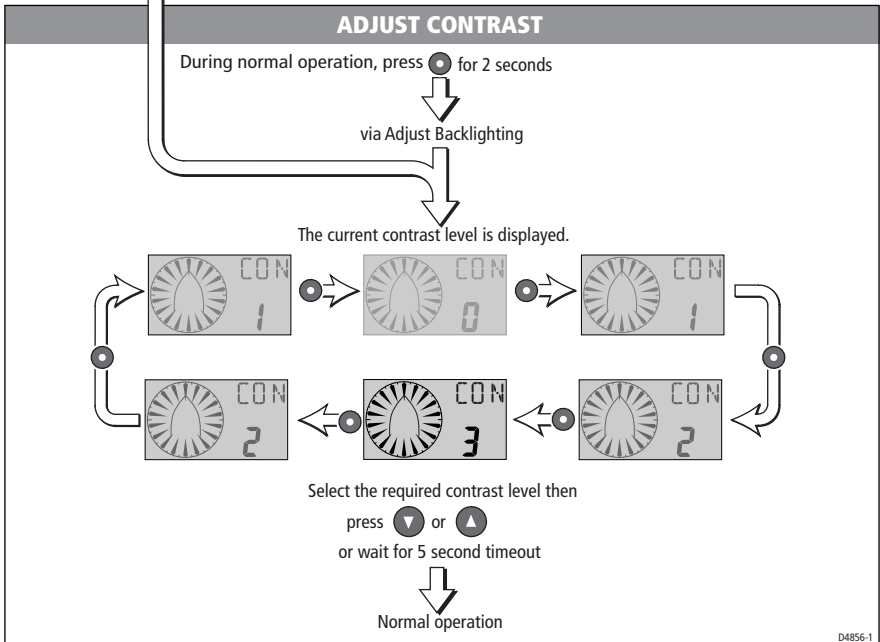 ADJUST CONTRAST
During normal operation, press for 2 seconds
via Adjust Backlighting
The current contrast level is displayed.
CON
1
CON
0
CON
1
CON
2
CON
3
CON
2
Select the required contrast level then
press or
or wait for 5 second timeout
Normal operation
D4856-1